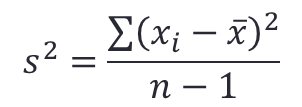 s² = ∑(xᵢ − x̄)² / n − 1